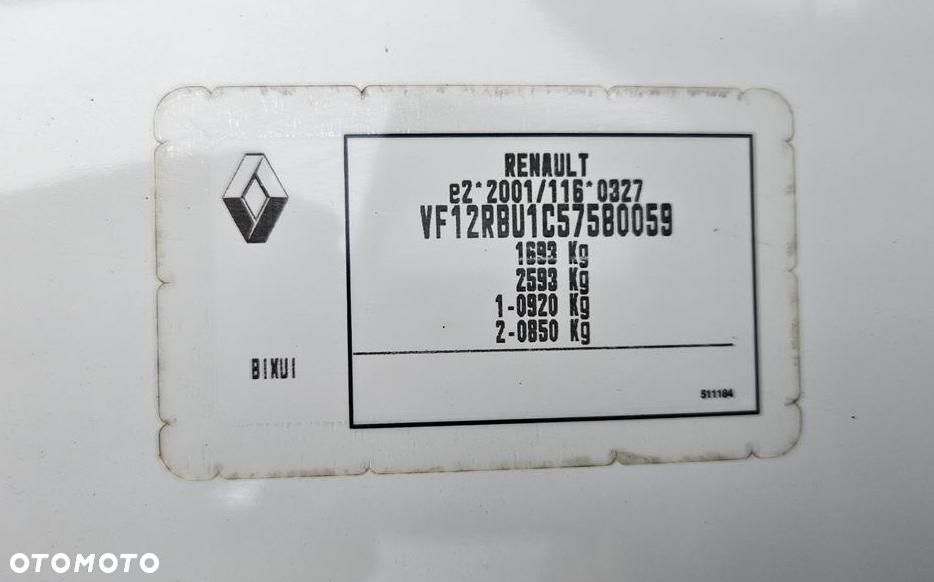 RENAULT
e2*2001/116*0327
VF12RBU1C57580059
1693 Kg
2593 Kg
1-0920 Kg
2-0850 Kg
BIXUI
511184
OTOMOTO